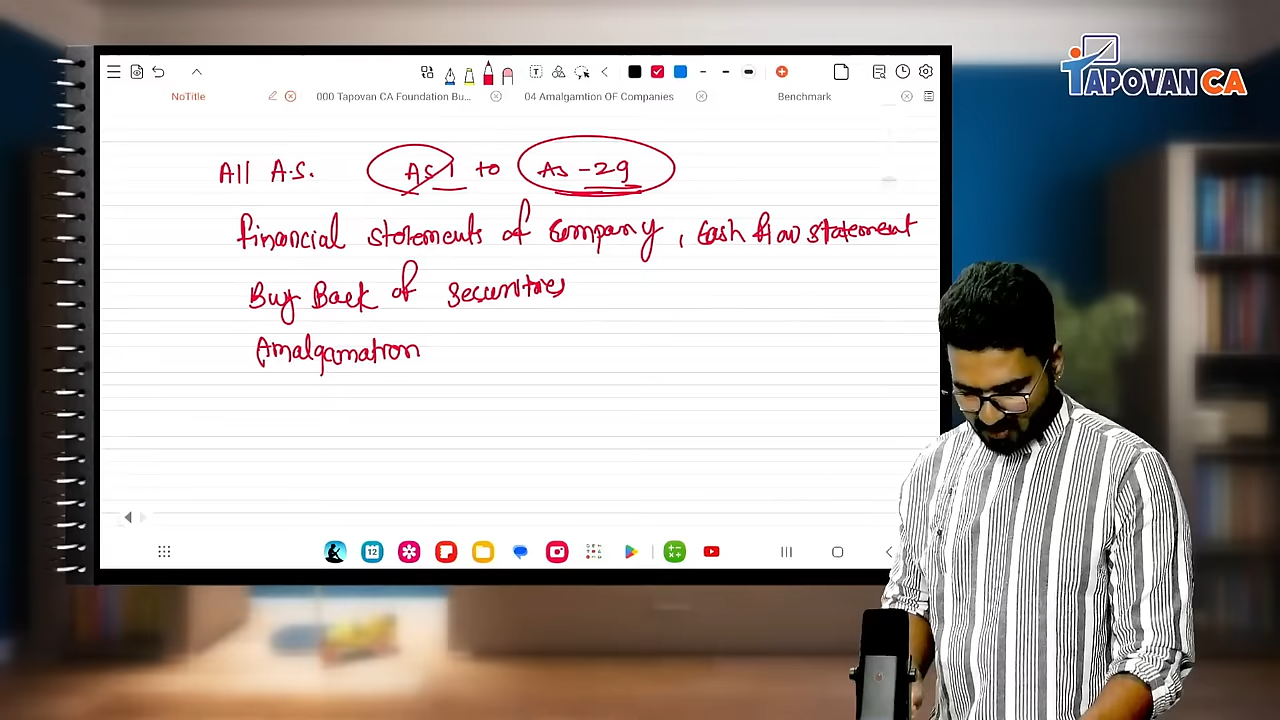 TAPOVAN CA
NoTitle
000 Tapovan CA Foundation Bu...
04 Amalgamtion OF Companies
Benchmark
All A.S. AS 1 to AS -29
financial statements of company, Cash flow statement
Buy Back of securities
Amalgamation
12